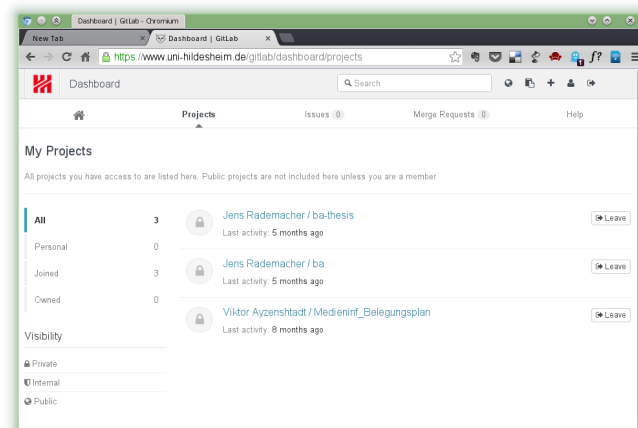 Dashboard | GitLab - Chromium
New Tab
Dashboard | GitLab
https://www.uni-hildesheim.de/gitlab/dashboard/projects
f?
1
Dashboard
Search
Projects
Issues 0
Merge Requests 0
Help
My Projects
All projects you have access to are listed here. Public projects are not included here unless you are a member
All 3
Personal 0
Joined 3
Owned 0
Visibility
Private
Internal
Public
Jens Rademacher / ba-thesis
Leave
Last activity: 5 months ago
Jens Rademacher / ba
Leave
Last activity: 5 months ago
Viktor Ayzenshtadt / Medieninf_Belegungsplan
Leave
Last activity: 8 months ago